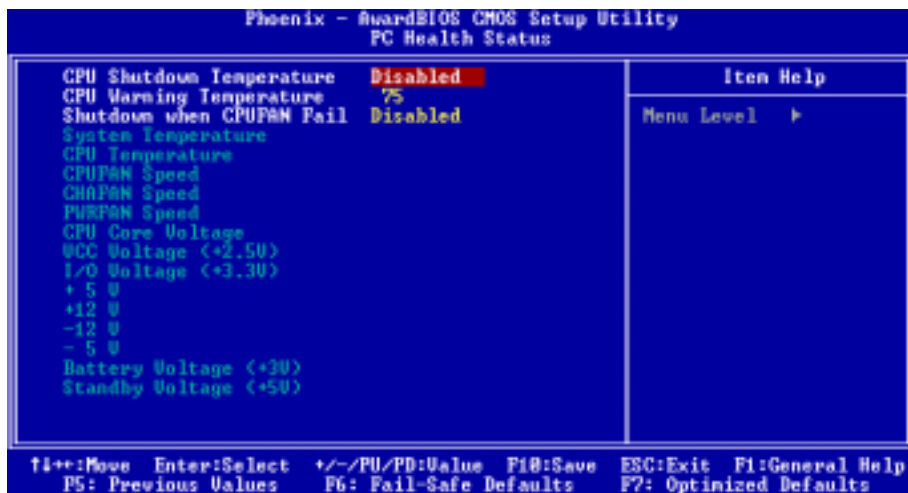 Phoenix - AwardBIOS CMOS Setup Utility
PC Health Status
CPU Shutdown Temperature Disabled
CPU Warning Temperature 75
Shutdown when CPUFAN Fail Disabled
System Temperature
CPU Temperature
CPUFAN Speed
CHAFAN Speed
PWRFAN Speed
CPU Core Voltage
VCC Voltage (+2.5V)
I/O Voltage (+3.3V)
+ 5 V
+12 V
-12 V
- 5 V
Battery Voltage (+3V)
Standby Voltage (+5V)
Item Help
Menu Level ▸
↑↓→←:Move Enter:Select +/-/PU/PD:Value F10:Save ESC:Exit F1:General Help
F5: Previous Values F6: Fail-Safe Defaults F7: Optimized Defaults